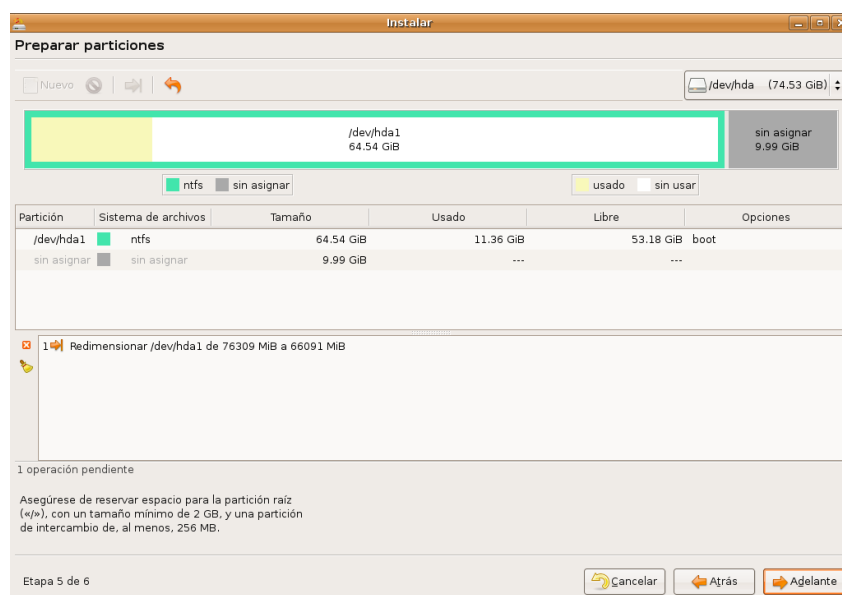 Instalar
Preparar particiones
Nuevo
/dev/hda (74.53 GiB)
/dev/hda1
64.54 GiB
sin asignar
9.99 GiB
ntfs sin asignar
usado sin usar
Partición Sistema de archivos Tamaño Usado Libre Opciones
/dev/hda1 ntfs 64.54 GiB 11.36 GiB 53.18 GiB boot
sin asignar sin asignar 9.99 GiB --- ---
1 Redimensionar /dev/hda1 de 76309 MiB a 66091 MiB
1 operación pendiente
Asegúrese de reservar espacio para la partición raíz
(«/»), con un tamaño mínimo de 2 GB, y una partición
de intercambio de, al menos, 256 MB.
Etapa 5 de 6
Cancelar
Atrás
Adelante